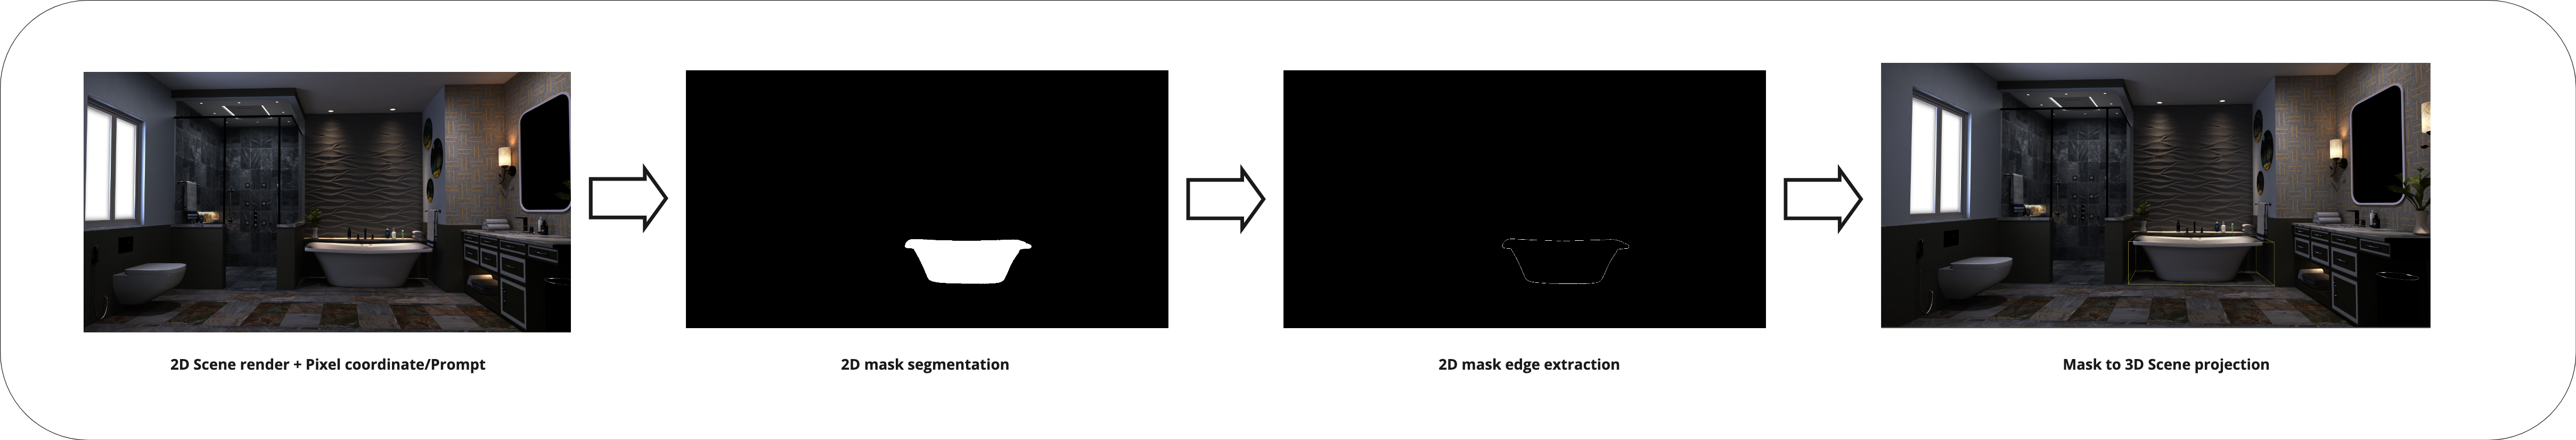 2D Scene render + Pixel coordinate/Prompt
2D mask segmentation
2D mask edge extraction
Mask to 3D Scene projection